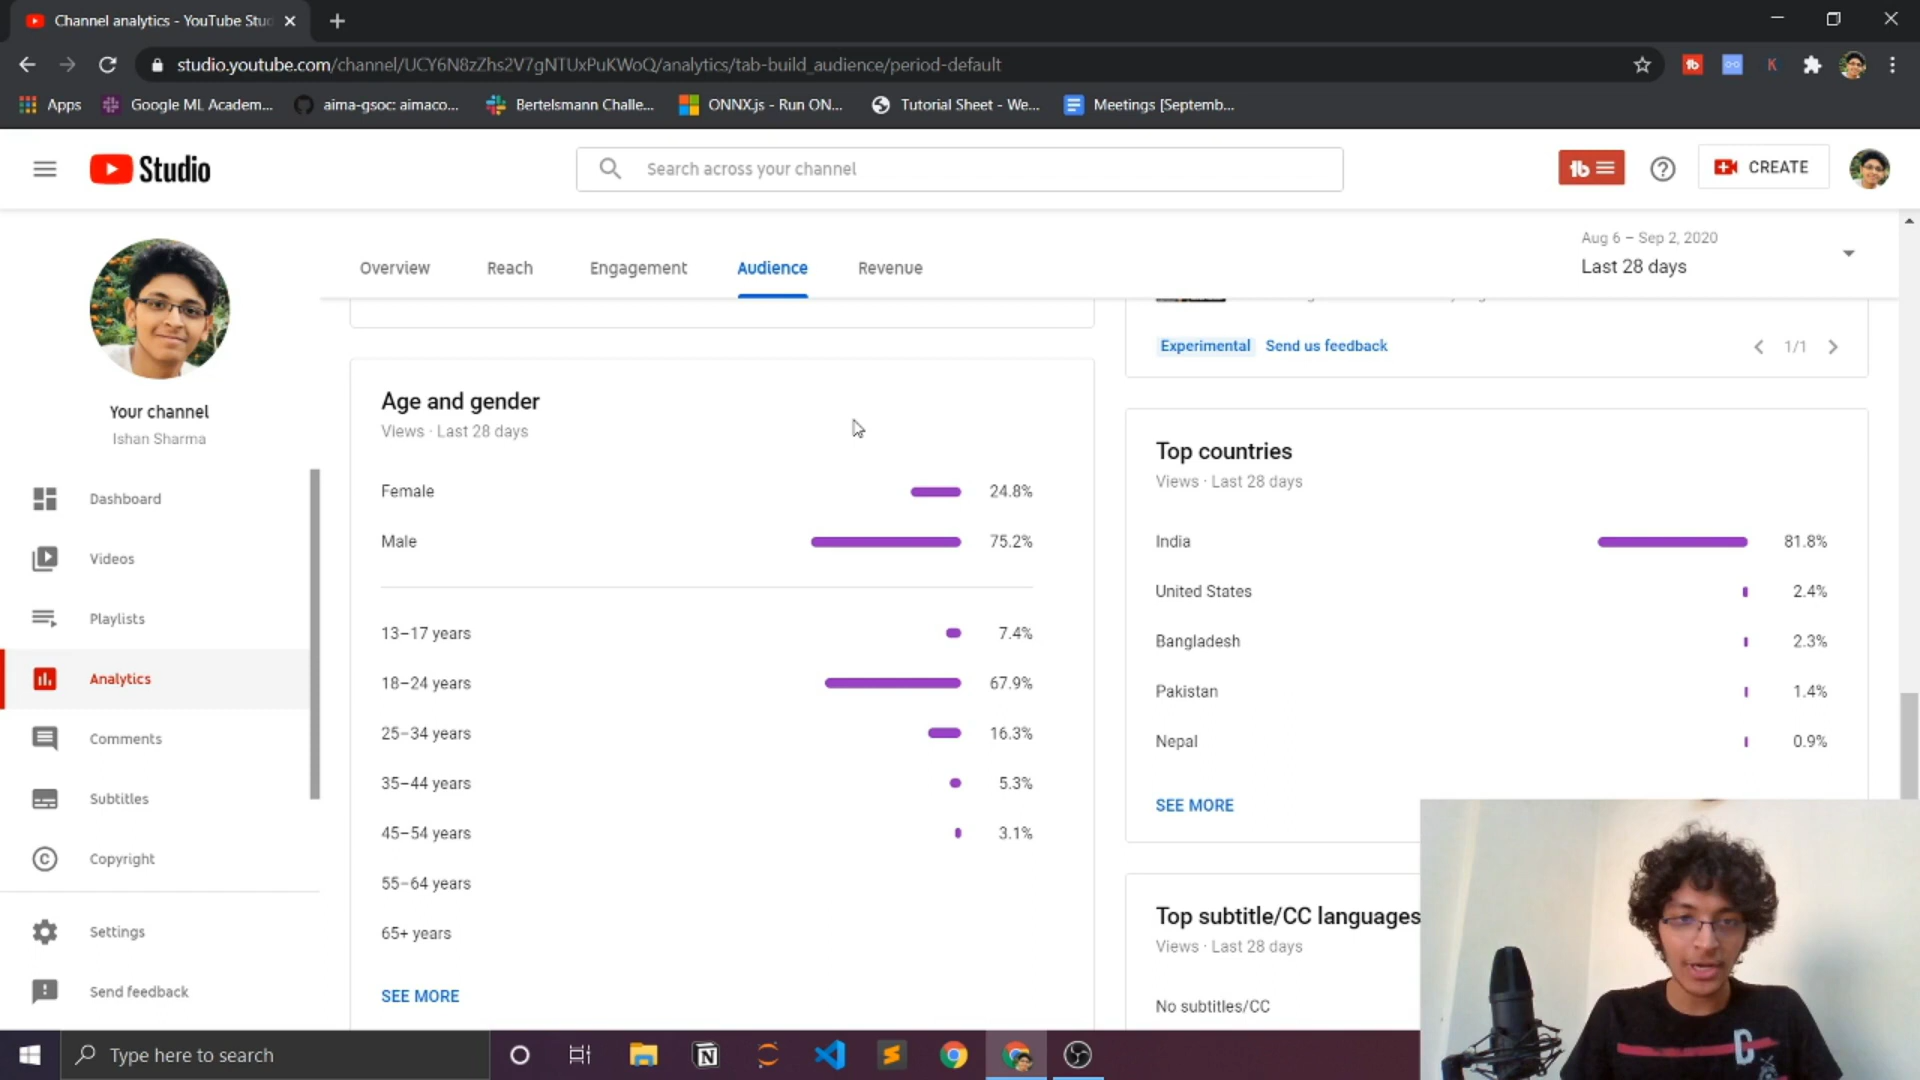 Channel analytics - YouTube Stu
studio.youtube.com/channel/UCY6N8zZhs2V7gNTUxPuKWoQ/analytics/tab-build_audience/period-default
Apps
Google ML Academ...
aima-gsoc: aimaco...
Bertelsmann Challe...
ONNX.js - Run ON...
Tutorial Sheet - We...
Meetings [Septemb...
Studio
Search across your channel
CREATE
Your channel
Ishan Sharma
Dashboard
Videos
Playlists
Analytics
Comments
Subtitles
Copyright
Settings
Send feedback
Overview
Reach
Engagement
Audience
Revenue
Aug 6 – Sep 2, 2020
Last 28 days
Experimental
Send us feedback
1/1
Age and gender
Views · Last 28 days
Female 24.8%
Male 75.2%
13–17 years 7.4%
18–24 years 67.9%
25–34 years 16.3%
35–44 years 5.3%
45–54 years 3.1%
55–64 years
65+ years
SEE MORE
Top countries
Views · Last 28 days
India 81.8%
United States 2.4%
Bangladesh 2.3%
Pakistan 1.4%
Nepal 0.9%
SEE MORE
Top subtitle/CC languages
Views · Last 28 days
No subtitles/CC
Type here to search